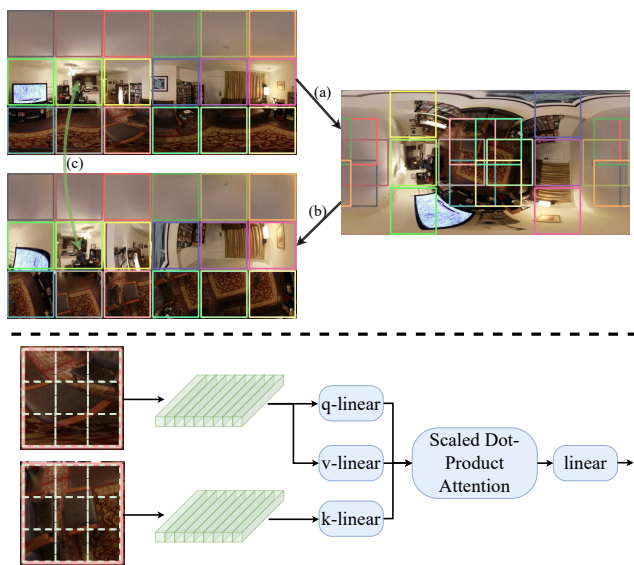 (a)
(c)
(b)
q-linear
v-linear
k-linear
Scaled Dot-
Product
Attention
linear